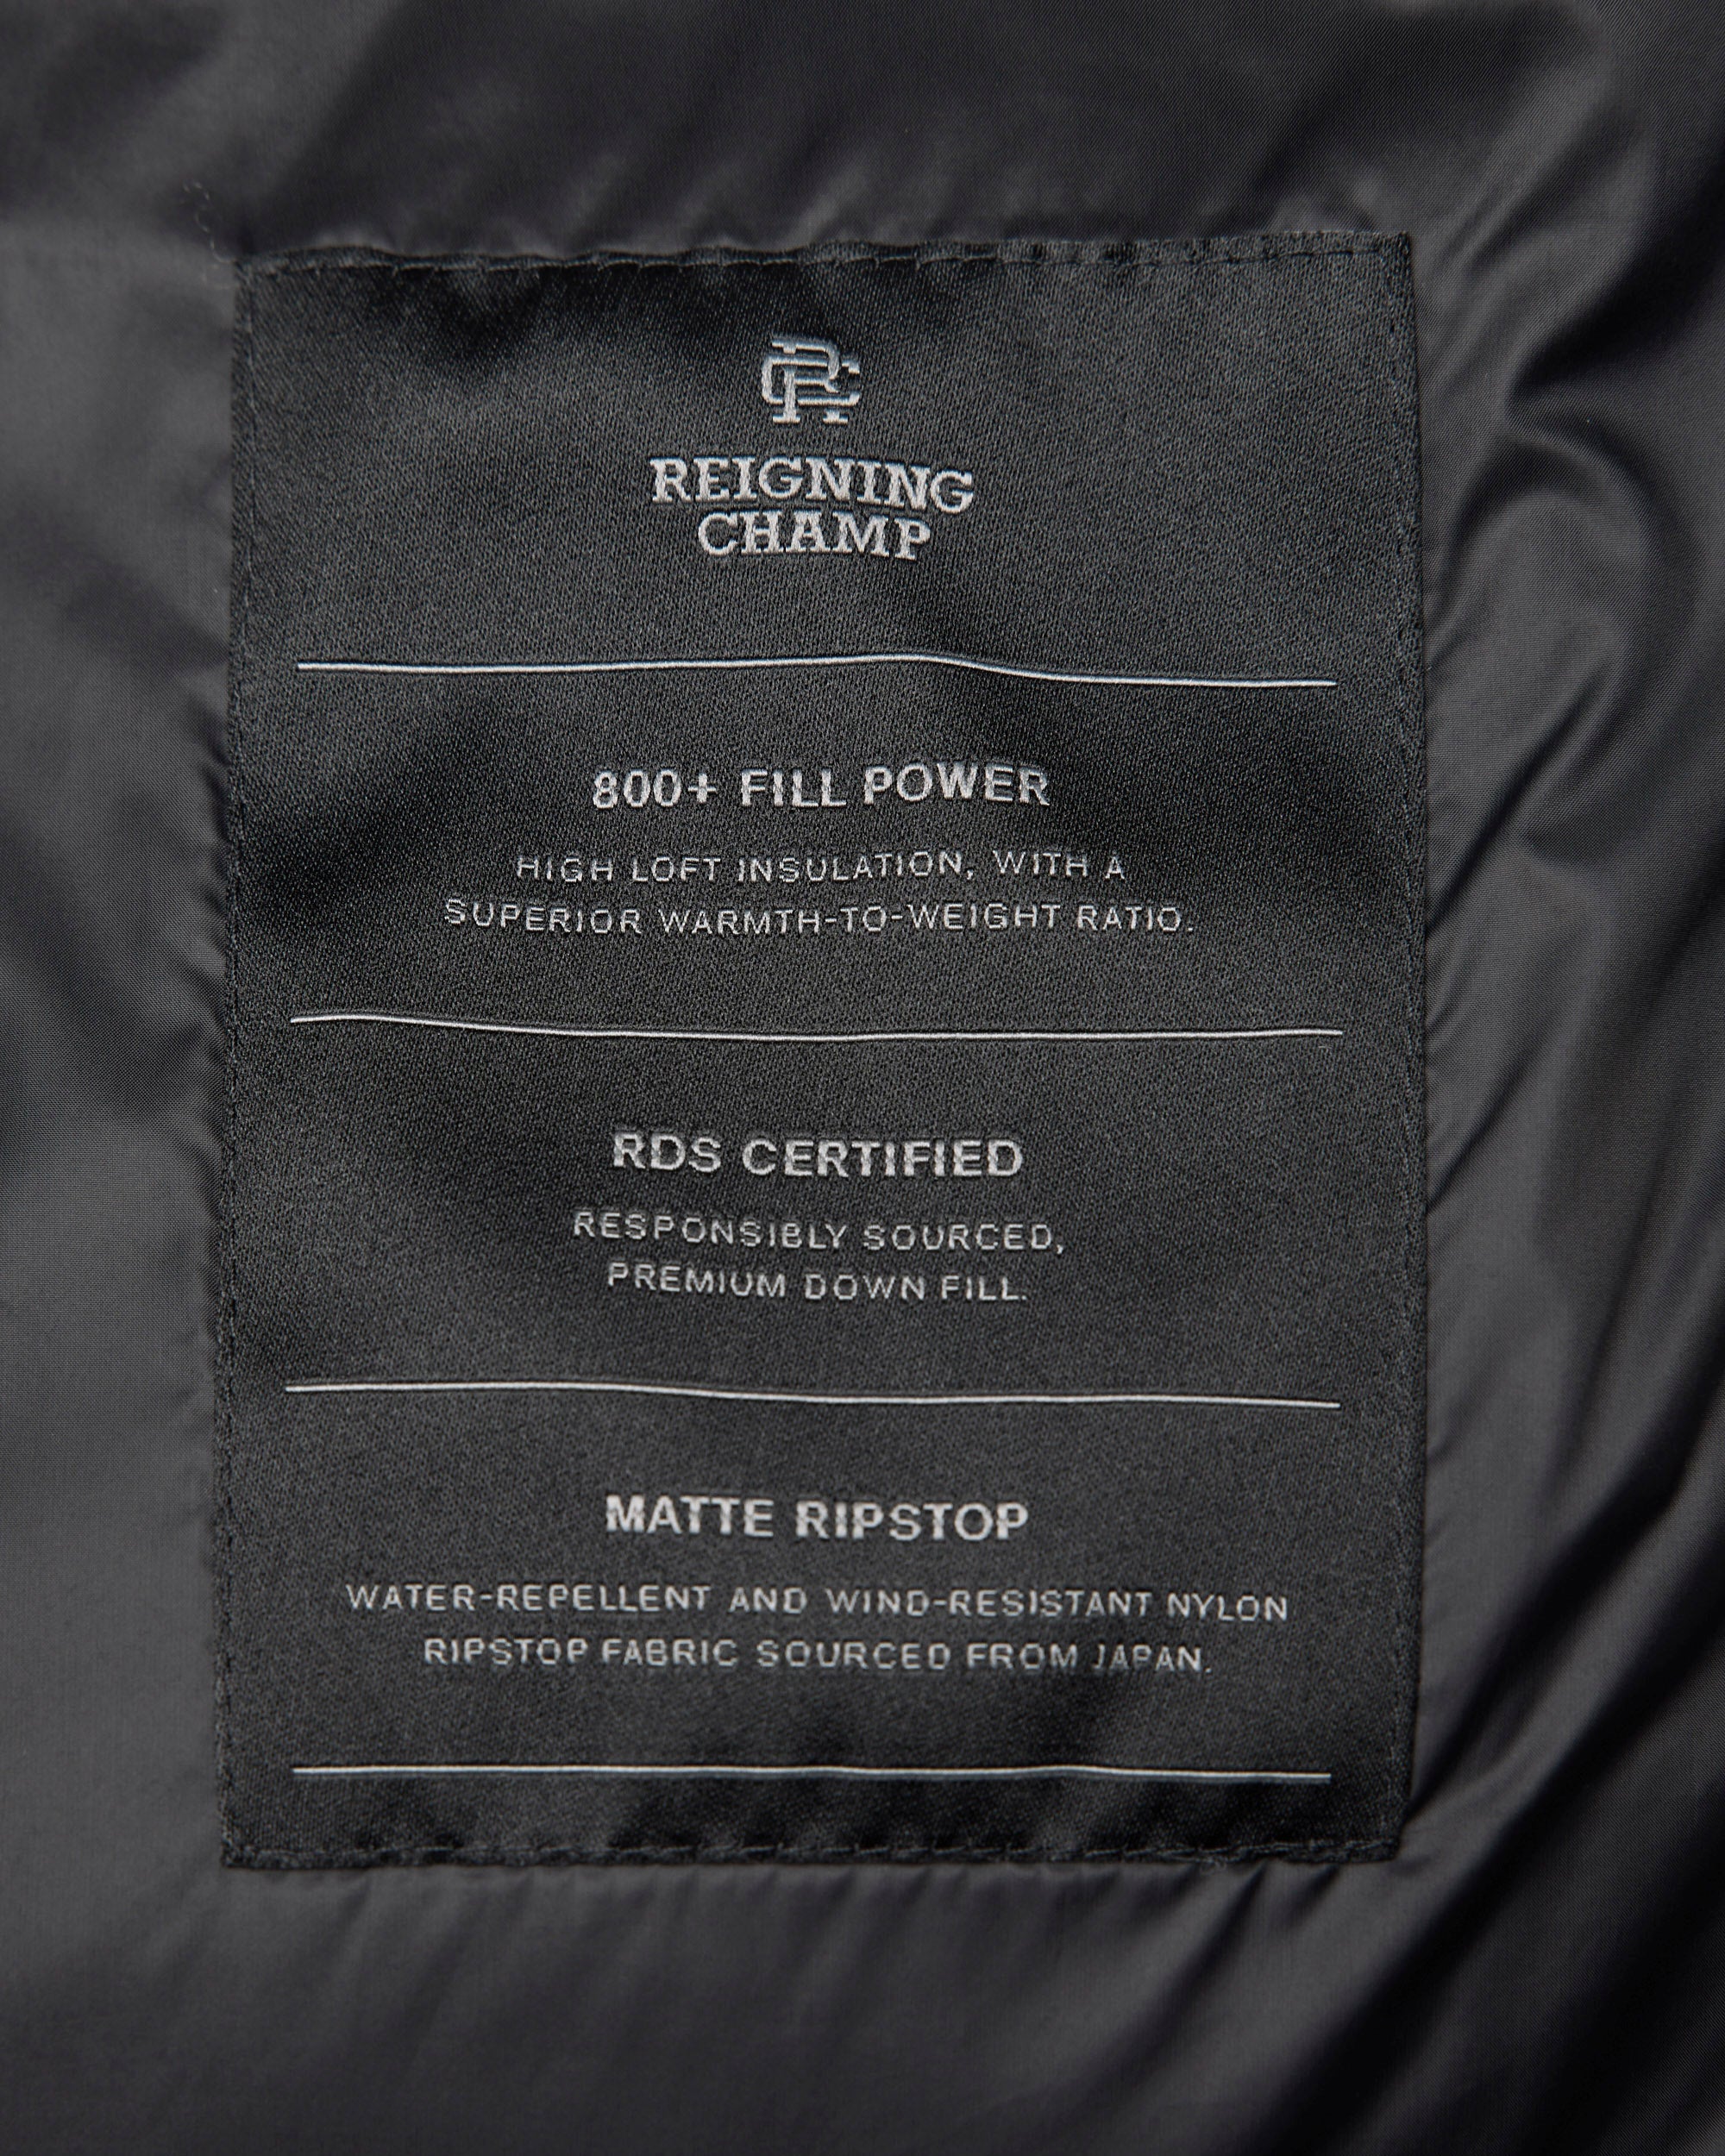 RC
REIGNING
CHAMP
800+ FILL POWER
HIGH LOFT INSULATION, WITH A
SUPERIOR WARMTH-TO-WEIGHT RATIO.
RDS CERTIFIED
RESPONSIBLY SOURCED,
PREMIUM DOWN FILL.
MATTE RIPSTOP
WATER-REPELLENT AND WIND-RESISTANT NYLON
RIPSTOP FABRIC SOURCED FROM JAPAN.